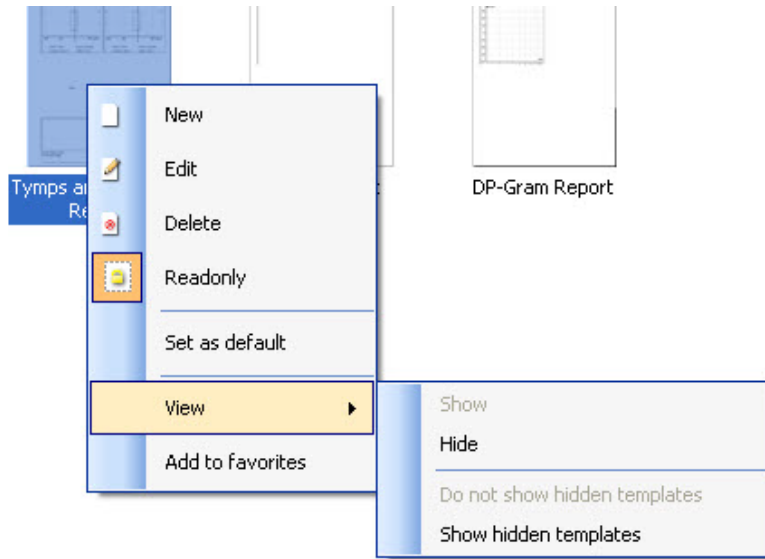 New
Edit
Tymps a
Re
DP-Gram Report
Delete
Readonly
Set as default
View
Show
Hide
Add to favorites
Do not show hidden templates
Show hidden templates